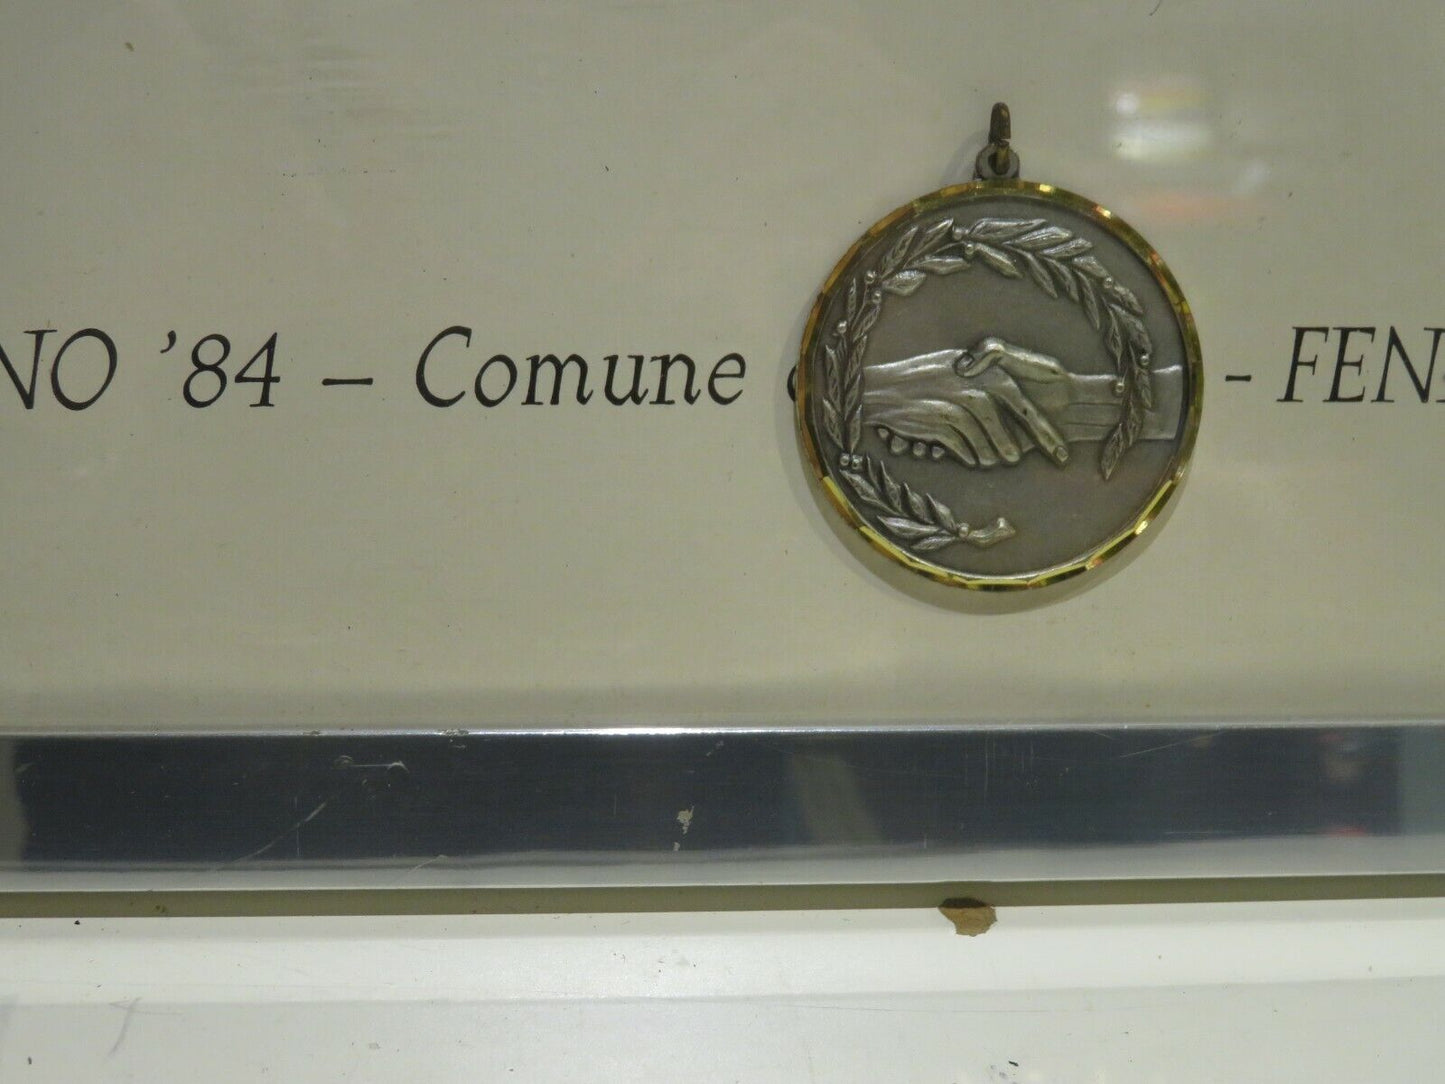 NO '84 – Comune - FEN